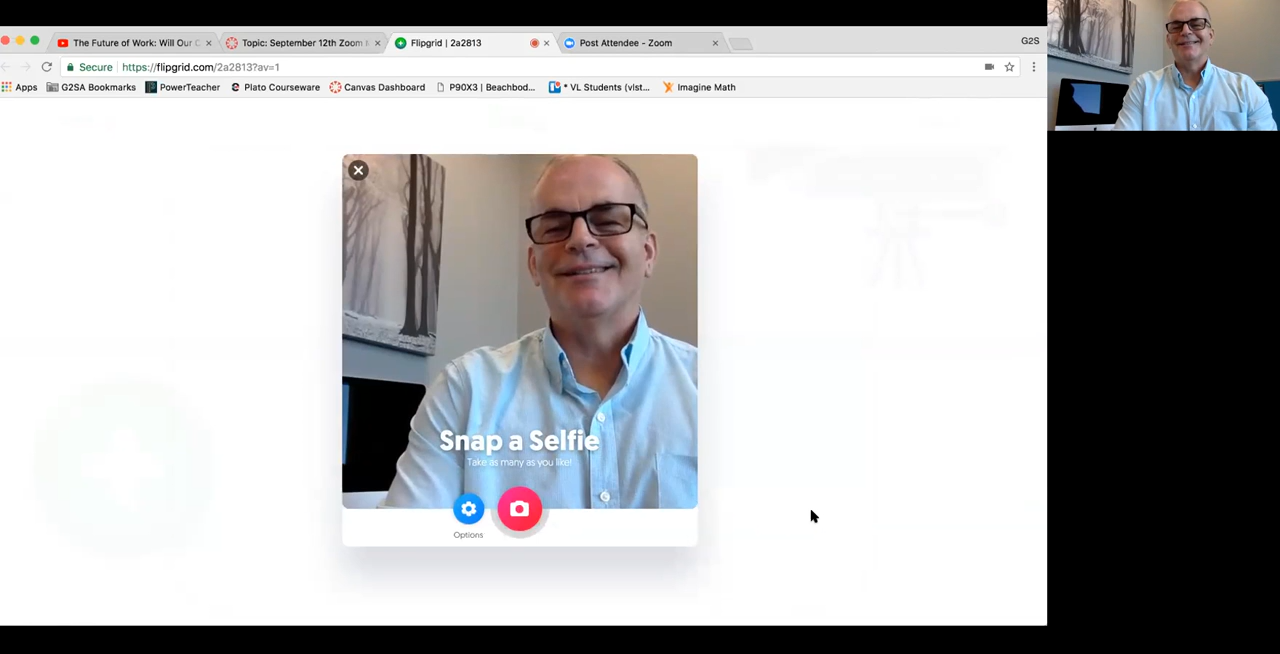 The Future of Work: Will Our C
Topic: September 12th Zoom M
Flipgrid | 2a2813
Post Attendee - Zoom
G2S
Secure
https://flipgrid.com/2a2813?av=1
Apps
G2SA Bookmarks
PowerTeacher
Plato Courseware
Canvas Dashboard
P90X3 | Beachbod...
* VL Students (vlst...
Imagine Math
Snap a Selfie
Take as many as you like!
Options